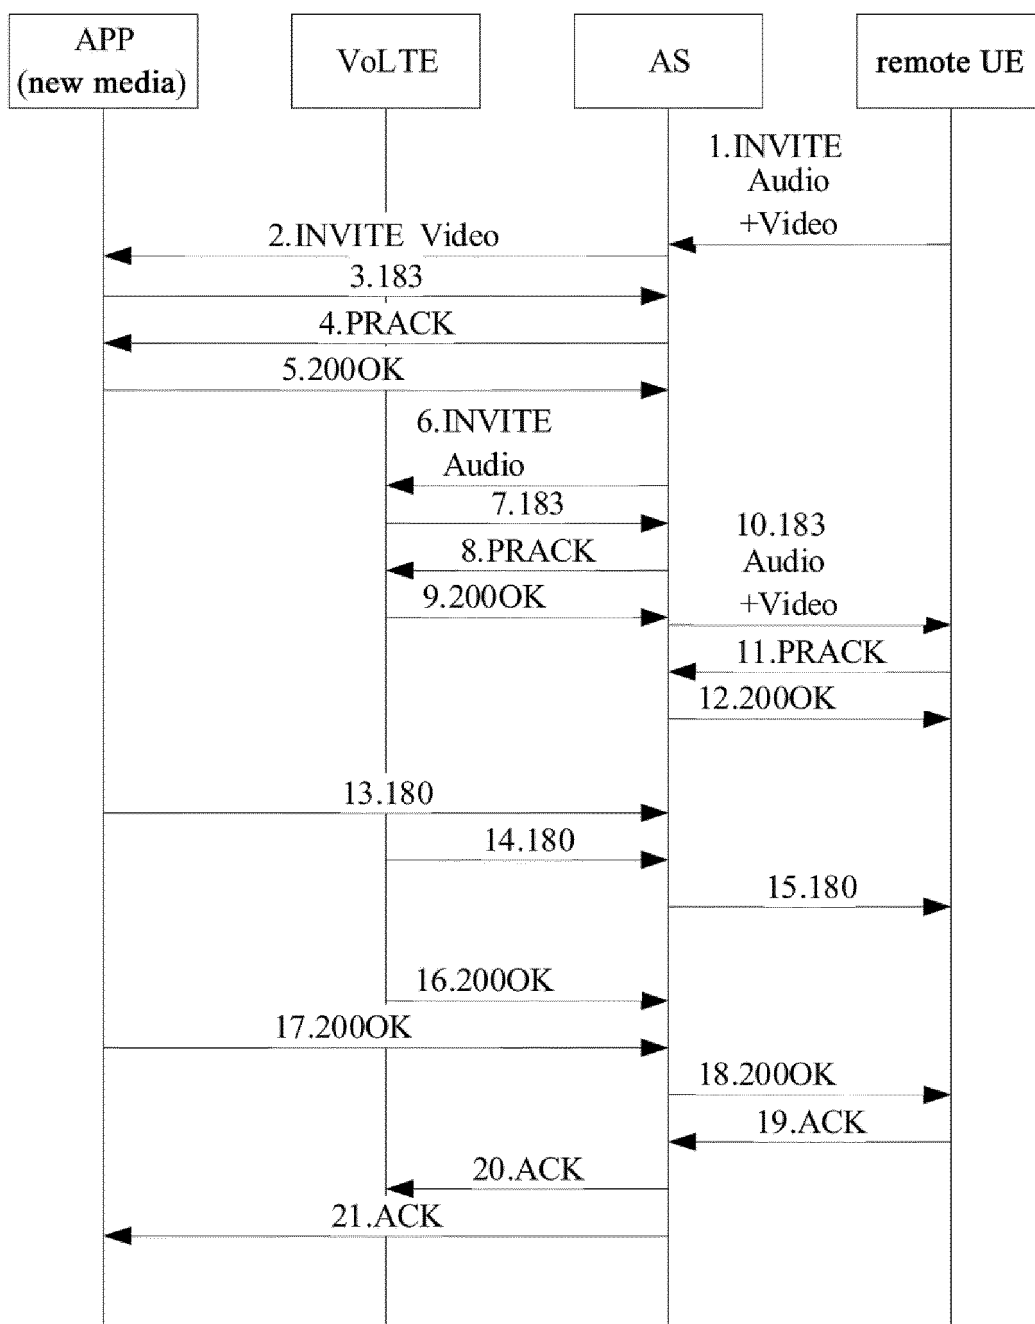 APP
(new media)
VoLTE
AS
remote UE
1.INVITE
Audio
+Video
2.INVITE Video
3.183
4.PRACK
5.200OK
6.INVITE
Audio
7.183
8.PRACK
9.200OK
10.183
Audio
+Video
11.PRACK
12.200OK
13.180
14.180
15.180
16.200OK
17.200OK
18.200OK
19.ACK
20.ACK
21.ACK